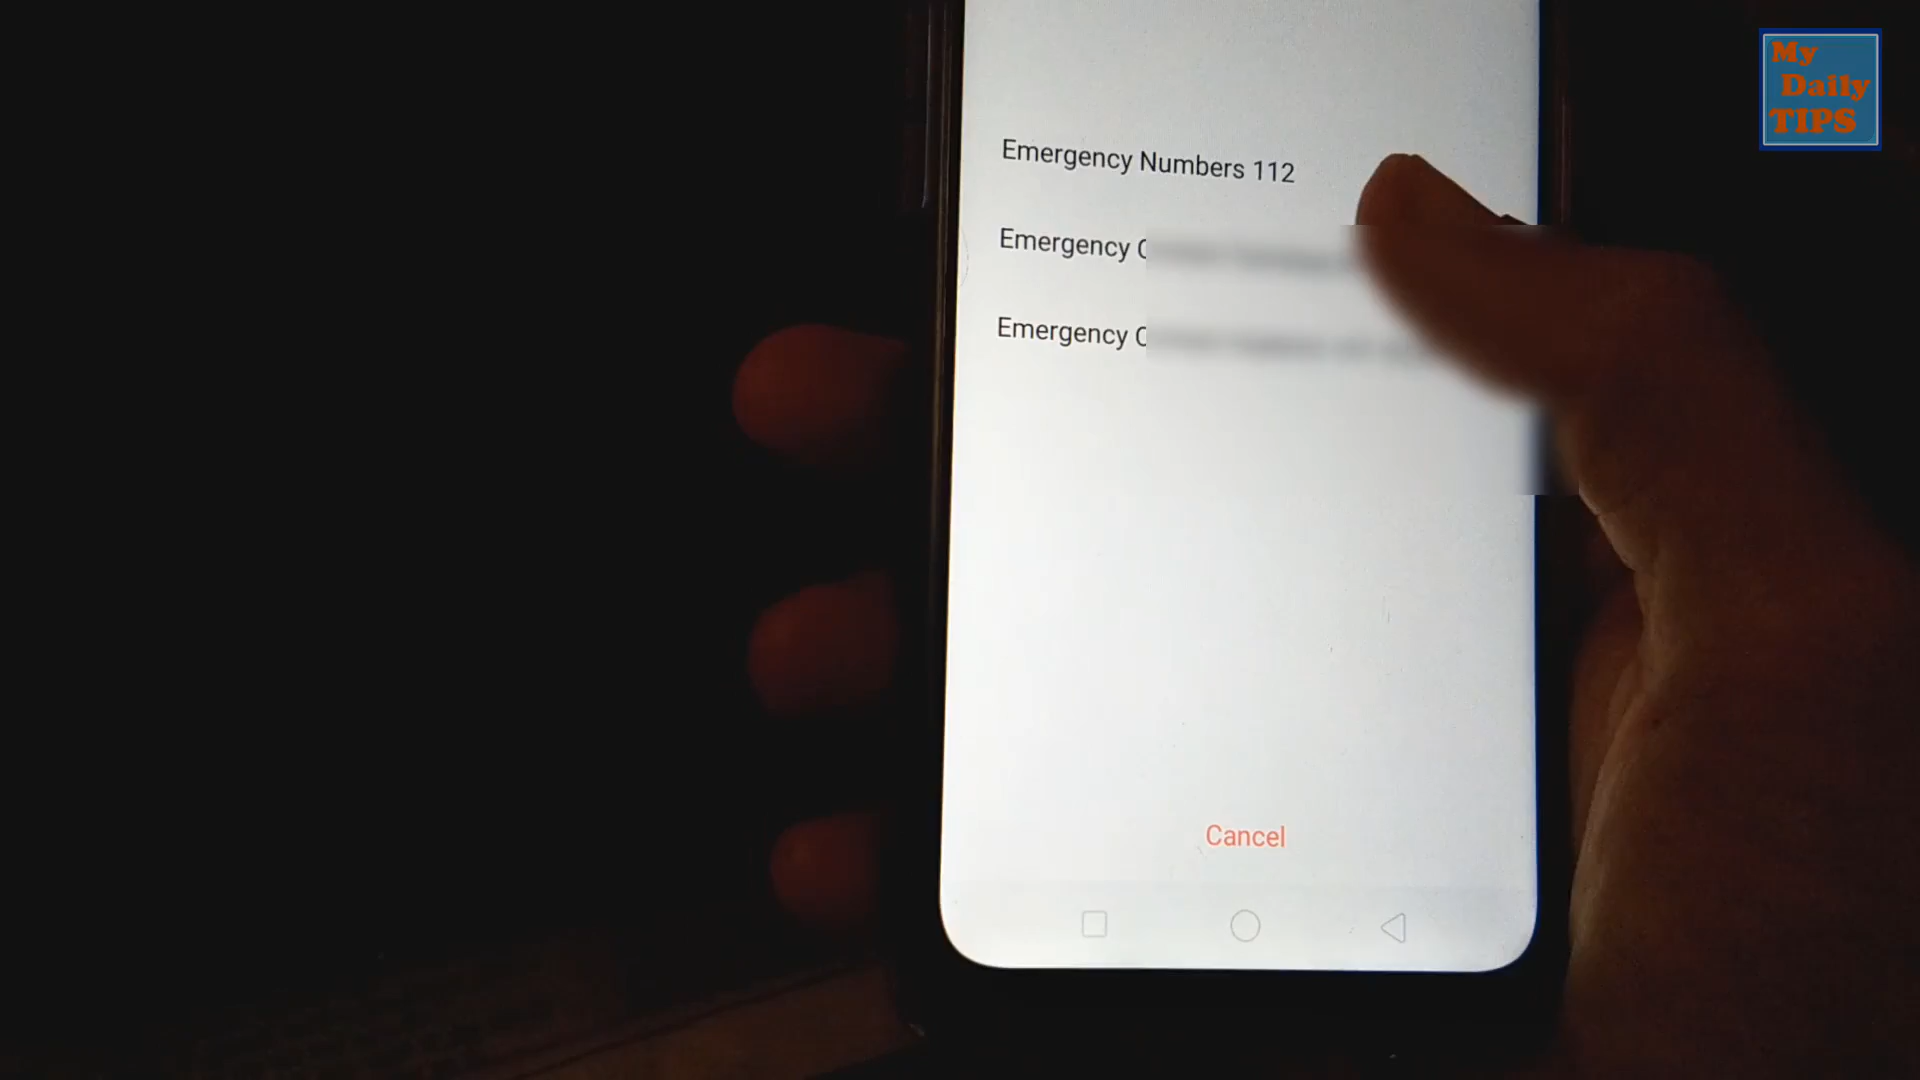 My
Daily
TIPS
Emergency Numbers 112
Emergency
Emergency
Cancel